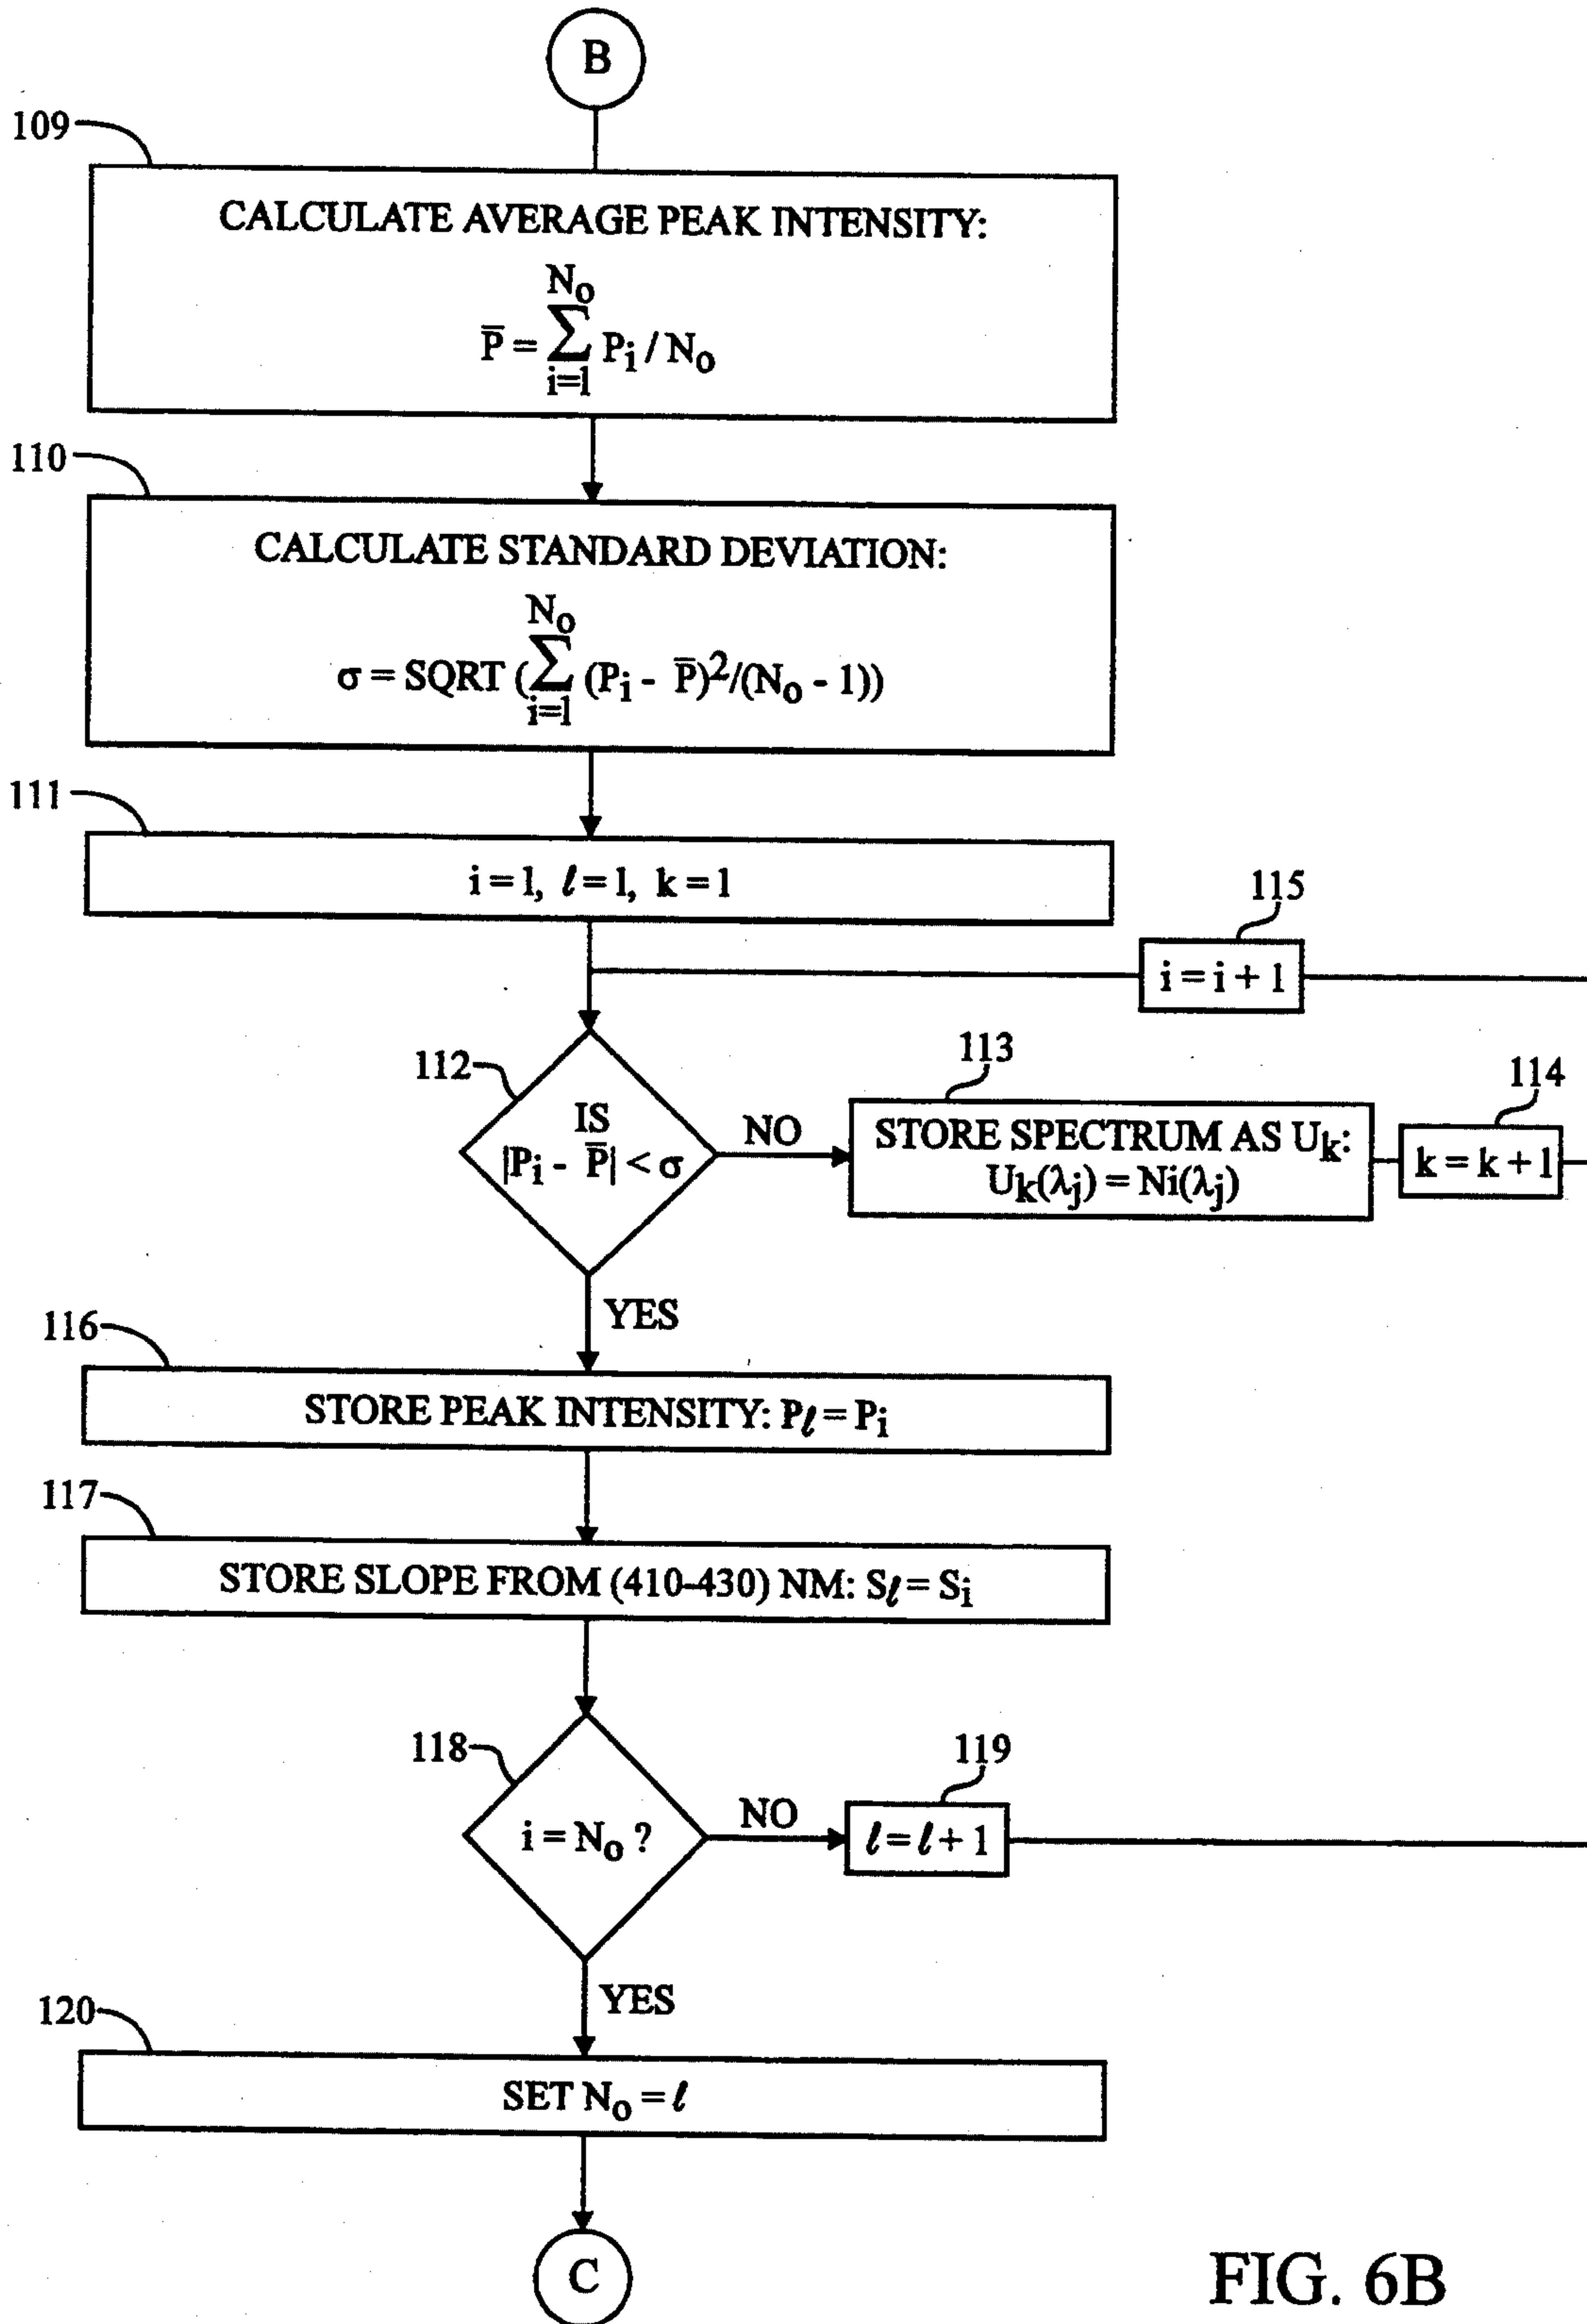 B
109
CALCULATE AVERAGE PEAK INTENSITY:
N₀
P̅ = Σ Pᵢ / N₀
i=1
110
CALCULATE STANDARD DEVIATION:
N₀
σ = SQRT (Σ (Pᵢ - P̅)²/(N₀ - 1))
i=1
111
i = 1, ℓ = 1, k = 1
115
i = i + 1
112
IS
|Pᵢ - P̅| < σ
NO
113
STORE SPECTRUM AS Uₖ:
Uₖ(λⱼ) = Ni(λⱼ)
114
k = k + 1
YES
116
STORE PEAK INTENSITY: Pℓ = Pᵢ
117
STORE SLOPE FROM (410-430) NM: Sℓ = Sᵢ
118
i = N₀ ?
NO
119
ℓ = ℓ + 1
YES
120
SET N₀ = ℓ
C
FIG. 6B